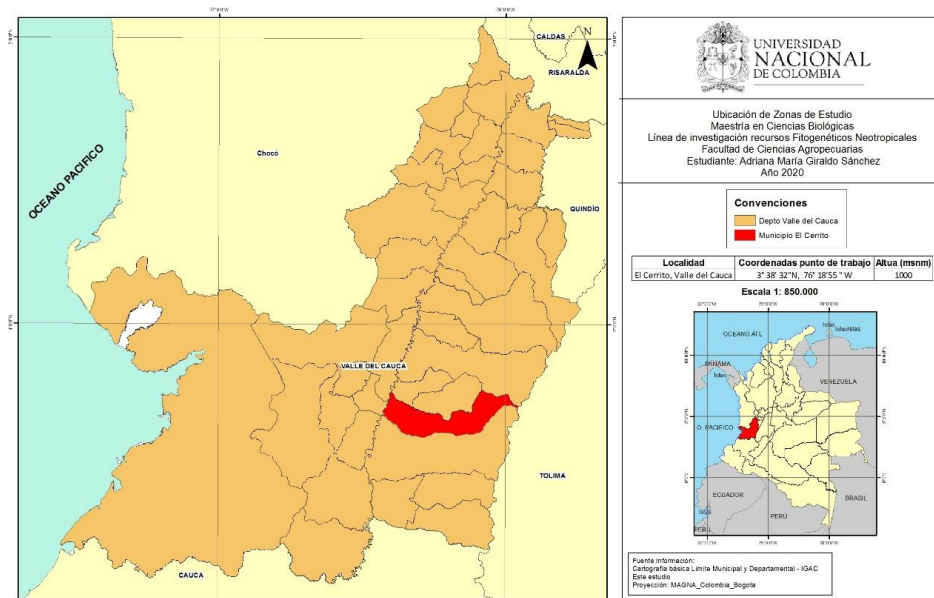 N
CALDAS
RISARALDA
Chocó
OCEANO PACIFICO
QUINDÍO
VALLE DEL CAUCA
TOLIMA
CAUCA
UNIVERSIDAD
NACIONAL
DE COLOMBIA
Ubicación de Zonas de Estudio
Maestría en Ciencias Biológicas
Línea de investigación recursos Fitogenéticos Neotropicales
Facultad de Ciencias Agropecuarias
Estudiante: Adriana María Giraldo Sánchez
Año 2020
Convenciones
Depto Valle del Cauca
Municipio El Cerrito
Localidad Coordenadas punto de trabajo Altua (msnm)
El Cerrito, Valle del Cauca 3° 38' 32"N, 76° 18'55 " W 1000
Escala 1: 850.000
OCEANO ATL
Islas
PANAMA
Islas
VENEZUELA
O. PACIFICO
ECUADOR
BRASIL
PERÚ
Fuente Información:
Cartografía básica Límite Municipal y Departamental - IGAC
Este estudio
Proyección: MAGNA_Colombia_Bogota